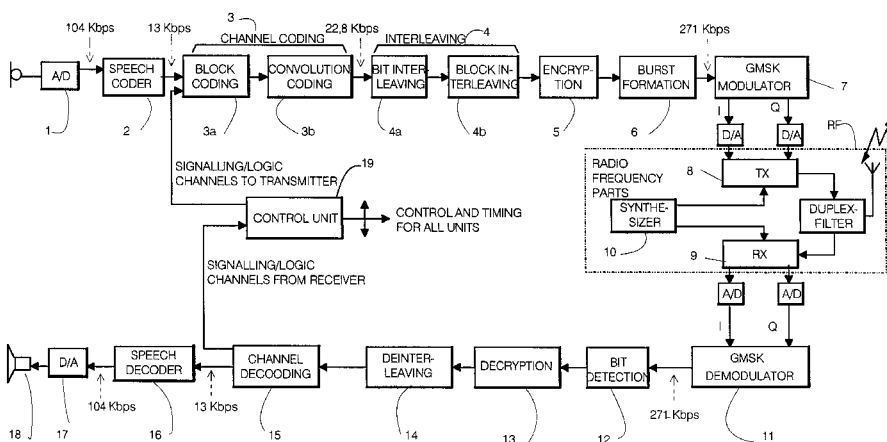 3
4
104 Kbps
13 Kbps
CHANNEL CODING
22,8 Kbps
INTERLEAVING
271 Kbps
A/D
SPEECH
CODER
BLOCK
CODING
CONVOLUTION
CODING
BIT INTER-
LEAVING
BLOCK IN-
TERLEAVING
ENCRYP-
TION
BURST
FORMATION
GMSK
MODULATOR
7
1
2
3a
3b
4a
4b
5
6
I
Q
D/A
D/A
RF
SIGNALLING/LOGIC
CHANNELS TO TRANSMITTER
19
CONTROL UNIT
CONTROL AND TIMING
FOR ALL UNITS
RADIO
FREQUENCY
PARTS
8
TX
SYNTHE-
SIZER
10
DUPLEX-
FILTER
9
RX
SIGNALLING/LOGIC
CHANNELS FROM RECEIVER
A/D
A/D
I
Q
D/A
SPEECH
DECODER
CHANNEL
DECOODING
DEINTER-
LEAVING
DECRYPTION
BIT
DETECTION
GMSK
DEMODULATOR
104 Kbps
13 Kbps
271 Kbps
18
17
16
15
14
13
12
11